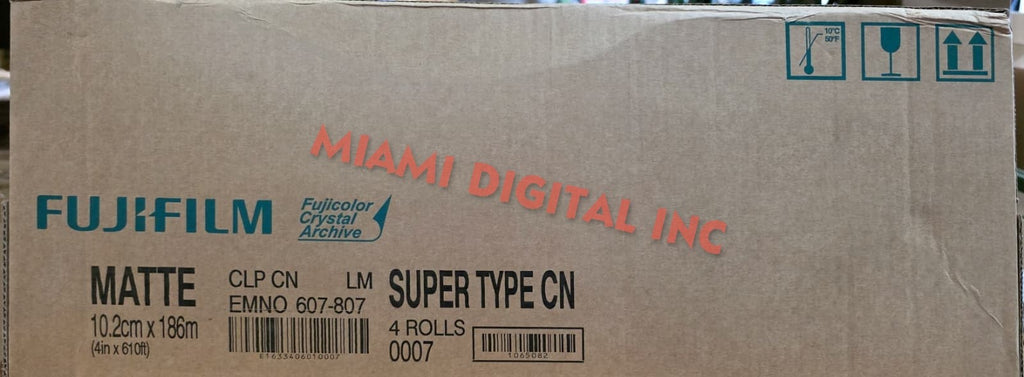 10°C
50°F
MIAMI DIGITAL INC
FUJIFILM
Fujicolor
Crystal
Archive
MATTE
10.2cm x 186m
(4in x 610ft)
CLP CN LM
EMNO 607-807
E1633406010007
SUPER TYPE CN
4 ROLLS
0007
1065082